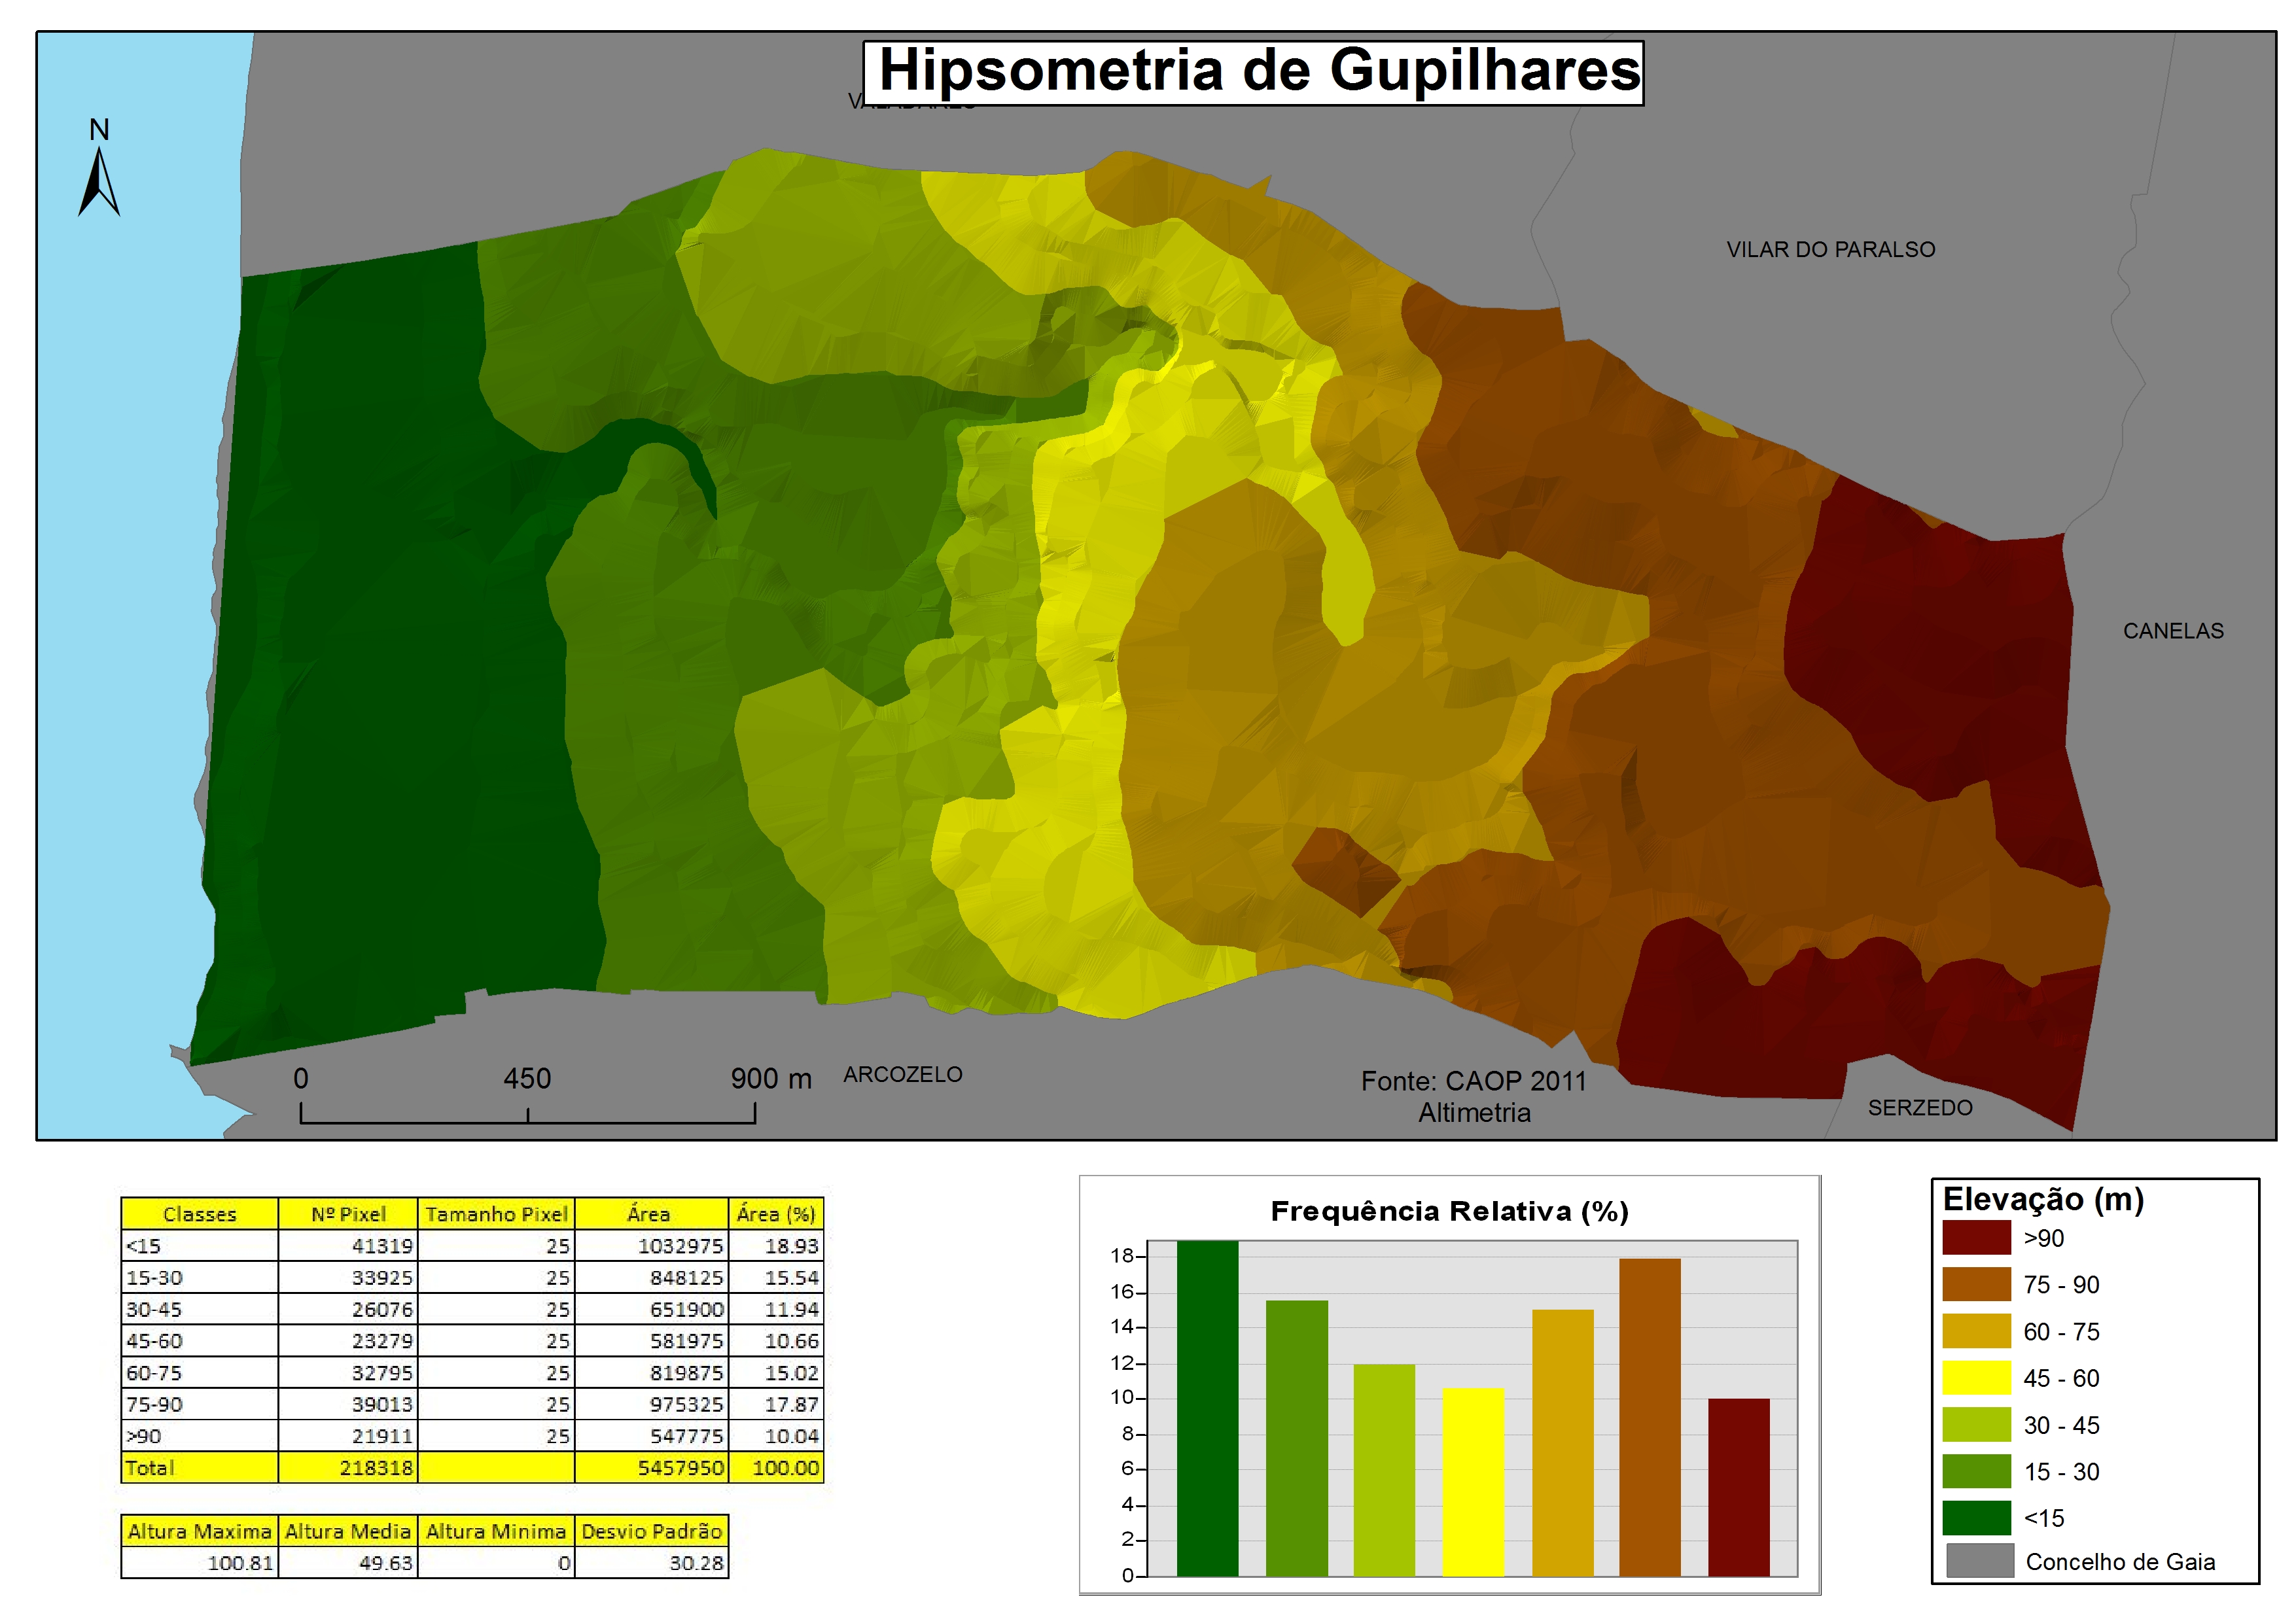 Hipsometria de Gupilhares
N
VILAR DO PARALSO
CANELAS
0 450 900 m
ARCOZELO
Fonte: CAOP 2011
Altimetria
SERZEDO
Classes Nº Pixel Tamanho Pixel Área Área (%)
<15 41319 25 1032975 18.93
15-30 33925 25 848125 15.54
30-45 26076 25 651900 11.94
45-60 23279 25 581975 10.66
60-75 32795 25 819875 15.02
75-90 39013 25 975325 17.87
>90 21911 25 547775 10.04
Total 218318 5457950 100.00
Altura Maxima Altura Media Altura Minima Desvio Padrão
100.81 49.63 0 30.28
Frequência Relativa (%)
18
16
14
12
10
8
6
4
2
0
Elevação (m)
>90
75 - 90
60 - 75
45 - 60
30 - 45
15 - 30
<15
Concelho de Gaia